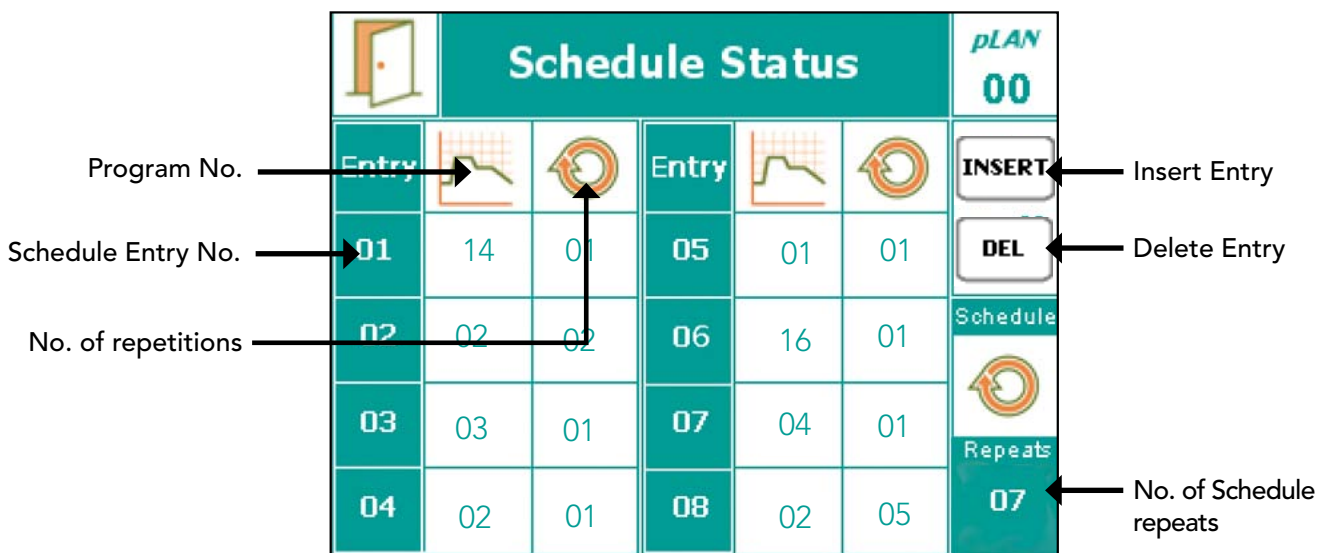 Schedule Status
pLAN
00
Program No.
Entry
Entry
INSERT
Insert Entry
Schedule Entry No.
01
14
01
05
01
01
DEL
Delete Entry
No. of repetitions
02
02
02
06
16
01
Schedule
03
03
01
07
04
01
Repeats
04
02
01
08
02
05
07
No. of Schedule
repeats